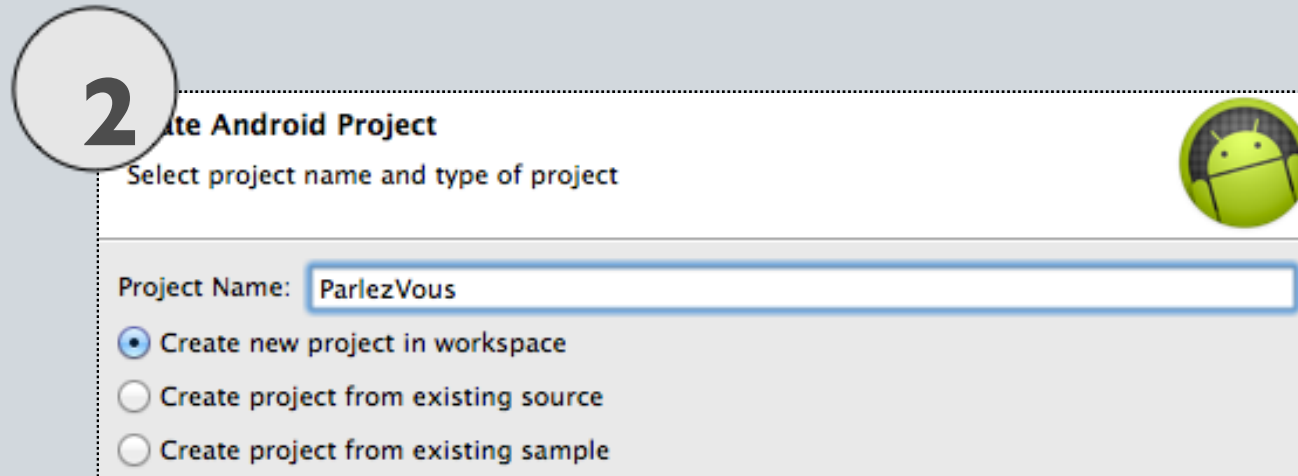 2
ate Android Project
Select project name and type of project
Project Name: ParlezVous
Create new project in workspace
Create project from existing source
Create project from existing sample